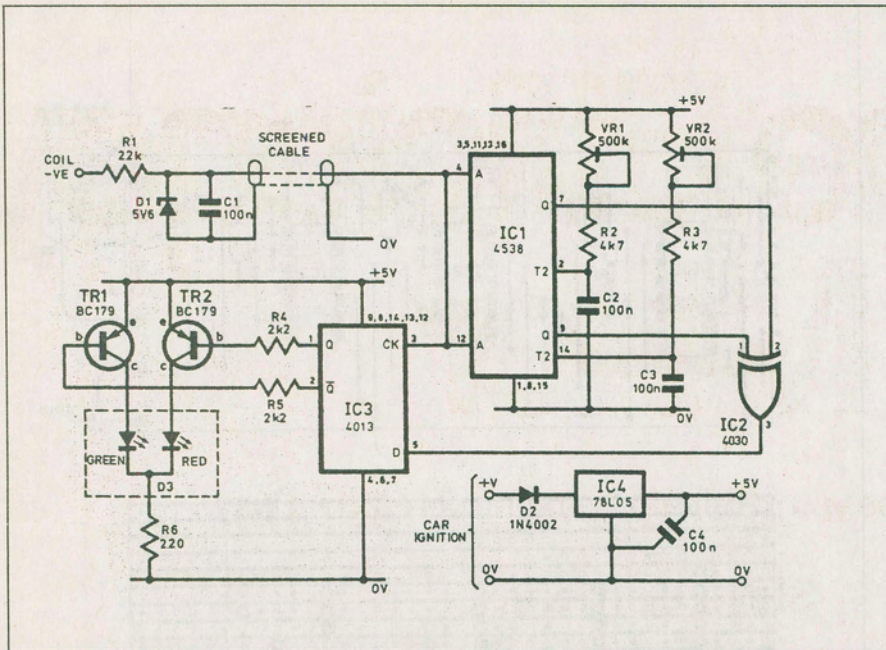 +5V
VR1
500k
VR2
500k
SCREENED
CABLE
3,5,11,13,16
R1
22k
COIL
-VE
4
A
Q
7
D1
5V6
C1
100n
IC1
4538
R2
4k7
R3
4k7
0V
T2
2
+5V
C2
100n
TR1
BC179
TR2
BC179
9,8,14,13,12
e
e
b
b
c
c
R4
2k2
1
Q
CK
3
12
A
Q
9
T2
14
1
2
R5
2k2
2
Q̅
IC3
4013
1,8,15
C3
100n
0V
IC2
4030
3
D
5
GREEN
RED
D3
4,6,7
+V
IC4
78L05
+5V
R6
220
CAR
IGNITION
D2
1N4002
C4
100n
0V
0V
0V